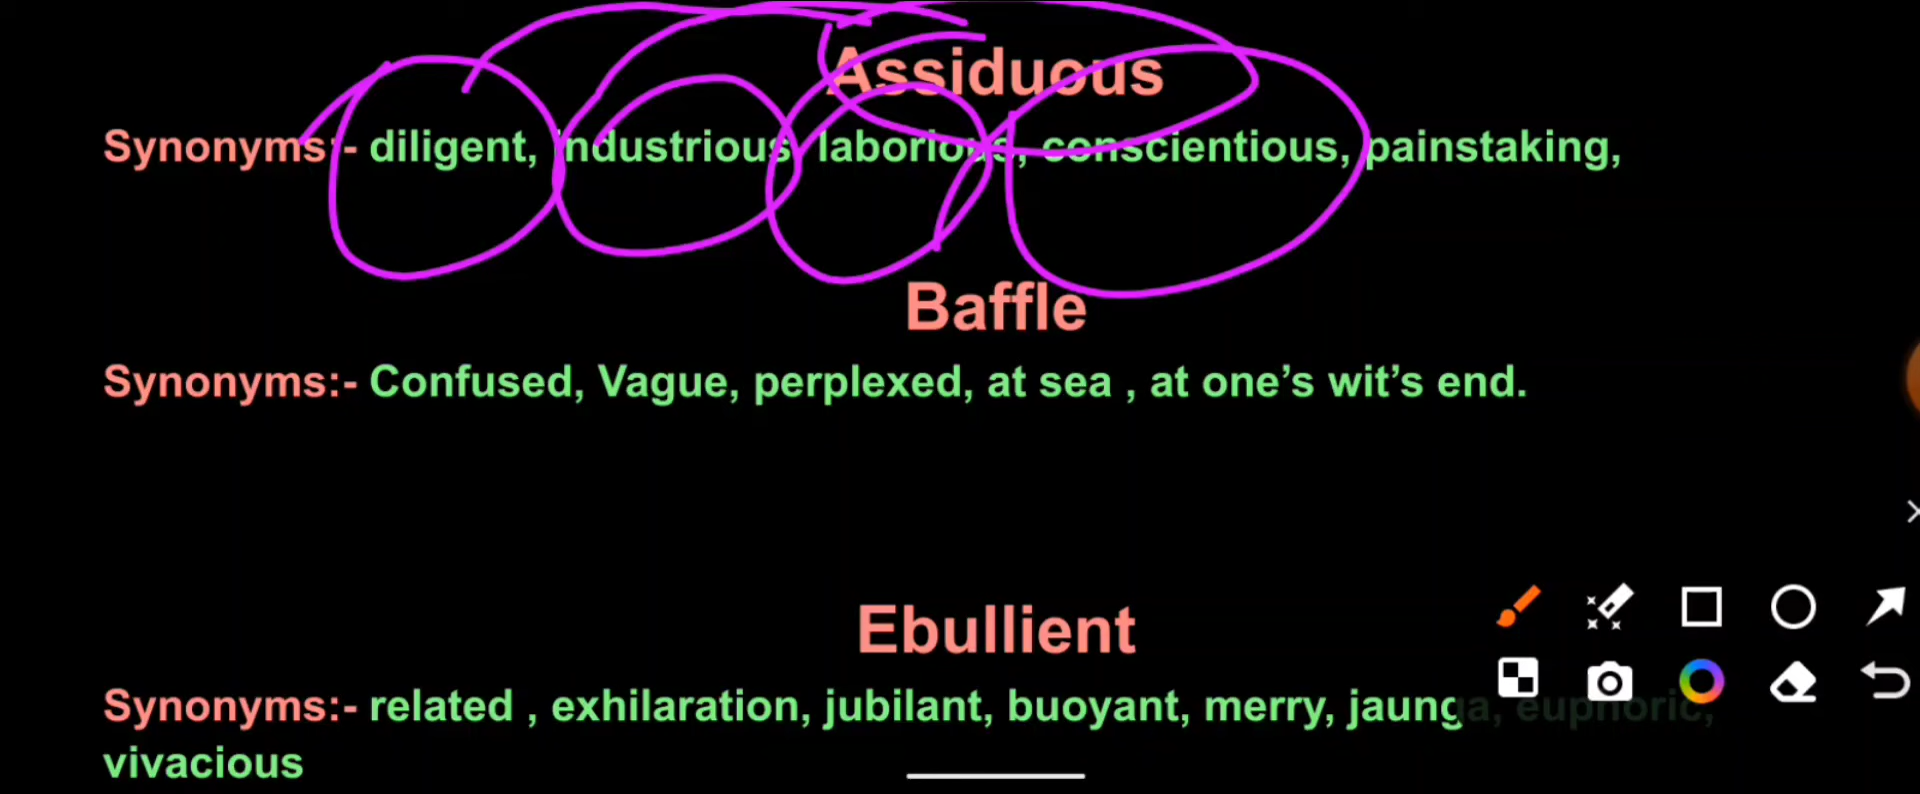 Assiduous
Synonyms:- diligent, industrious, laborious, conscientious, painstaking,
Baffle
Synonyms:- Confused, Vague, perplexed, at sea , at one’s wit’s end.
Ebullient
Synonyms:- related , exhilaration, jubilant, buoyant, merry, jaunga, euphoric,
vivacious